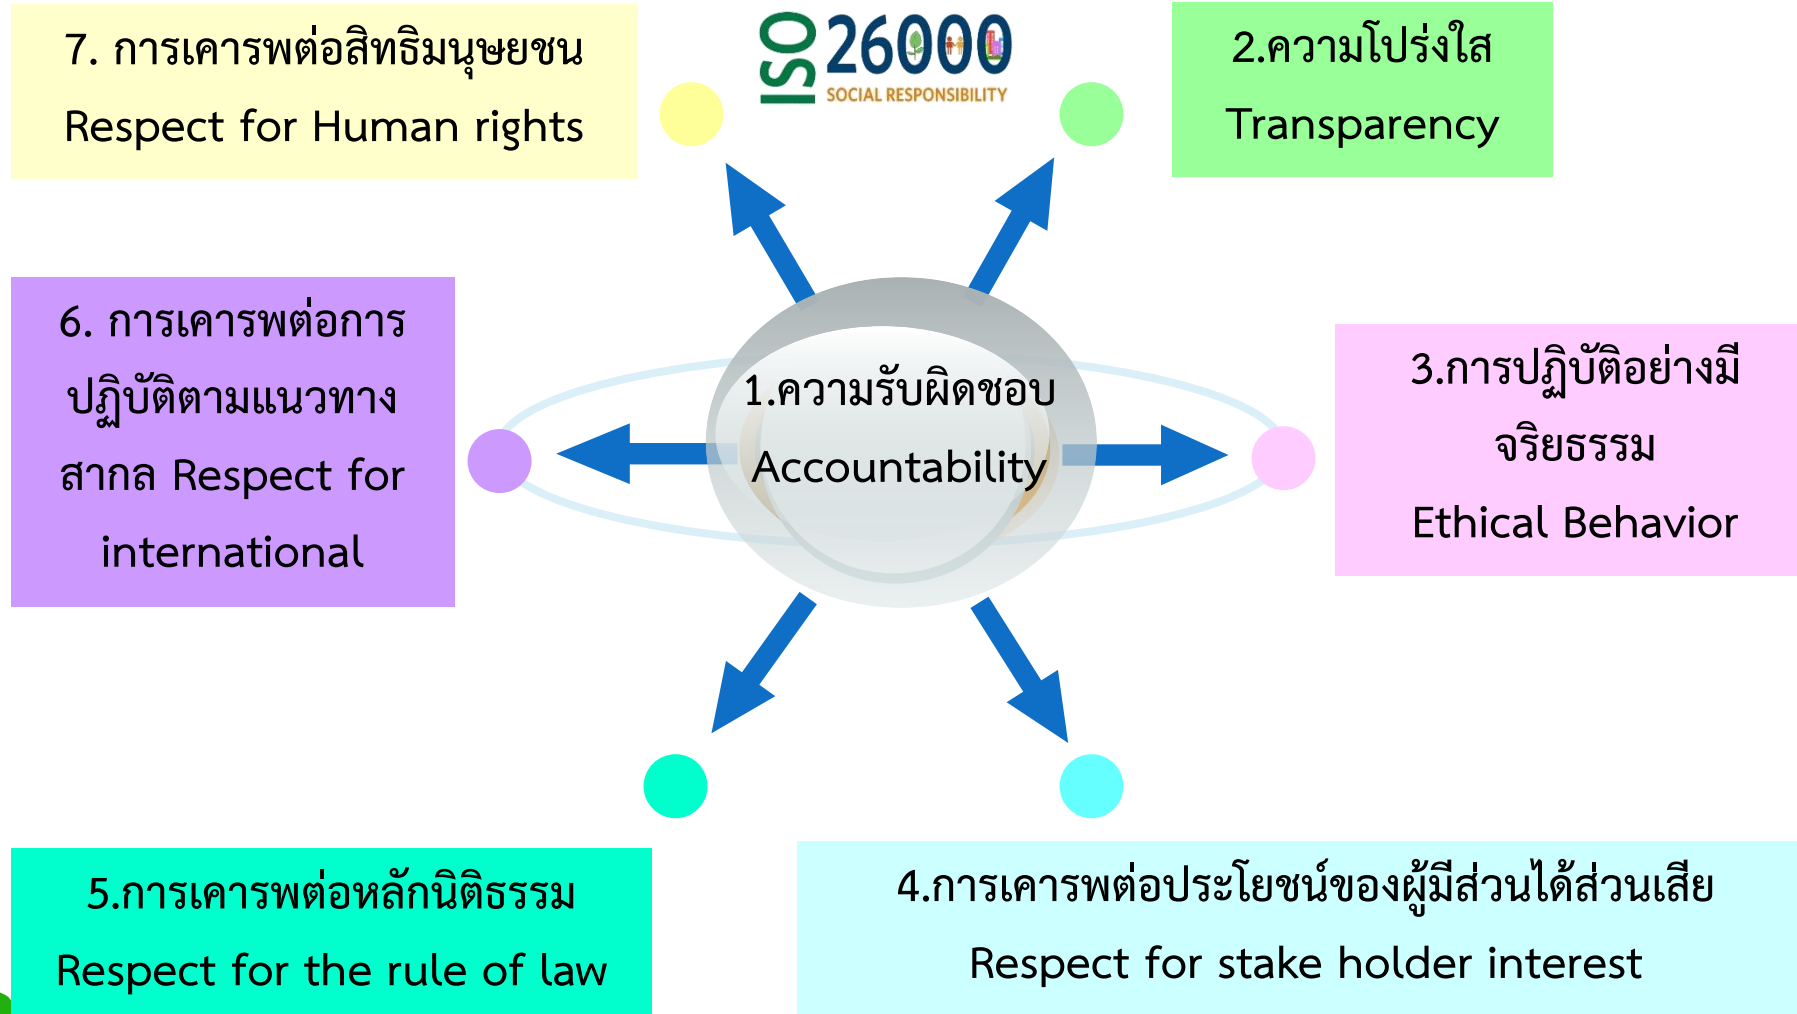 ISO 26000
SOCIAL RESPONSIBILITY
1.ความรับผิดชอบ
Accountability
2.ความโปร่งใส
Transparency
3.การปฏิบัติอย่างมี
จริยธรรม
Ethical Behavior
4.การเคารพต่อประโยชน์ของผู้มีส่วนได้ส่วนเสีย
Respect for stake holder interest
5.การเคารพต่อหลักนิติธรรม
Respect for the rule of law
6. การเคารพต่อการ
ปฏิบัติตามแนวทาง
สากล Respect for
international
7. การเคารพต่อสิทธิมนุษยชน
Respect for Human rights